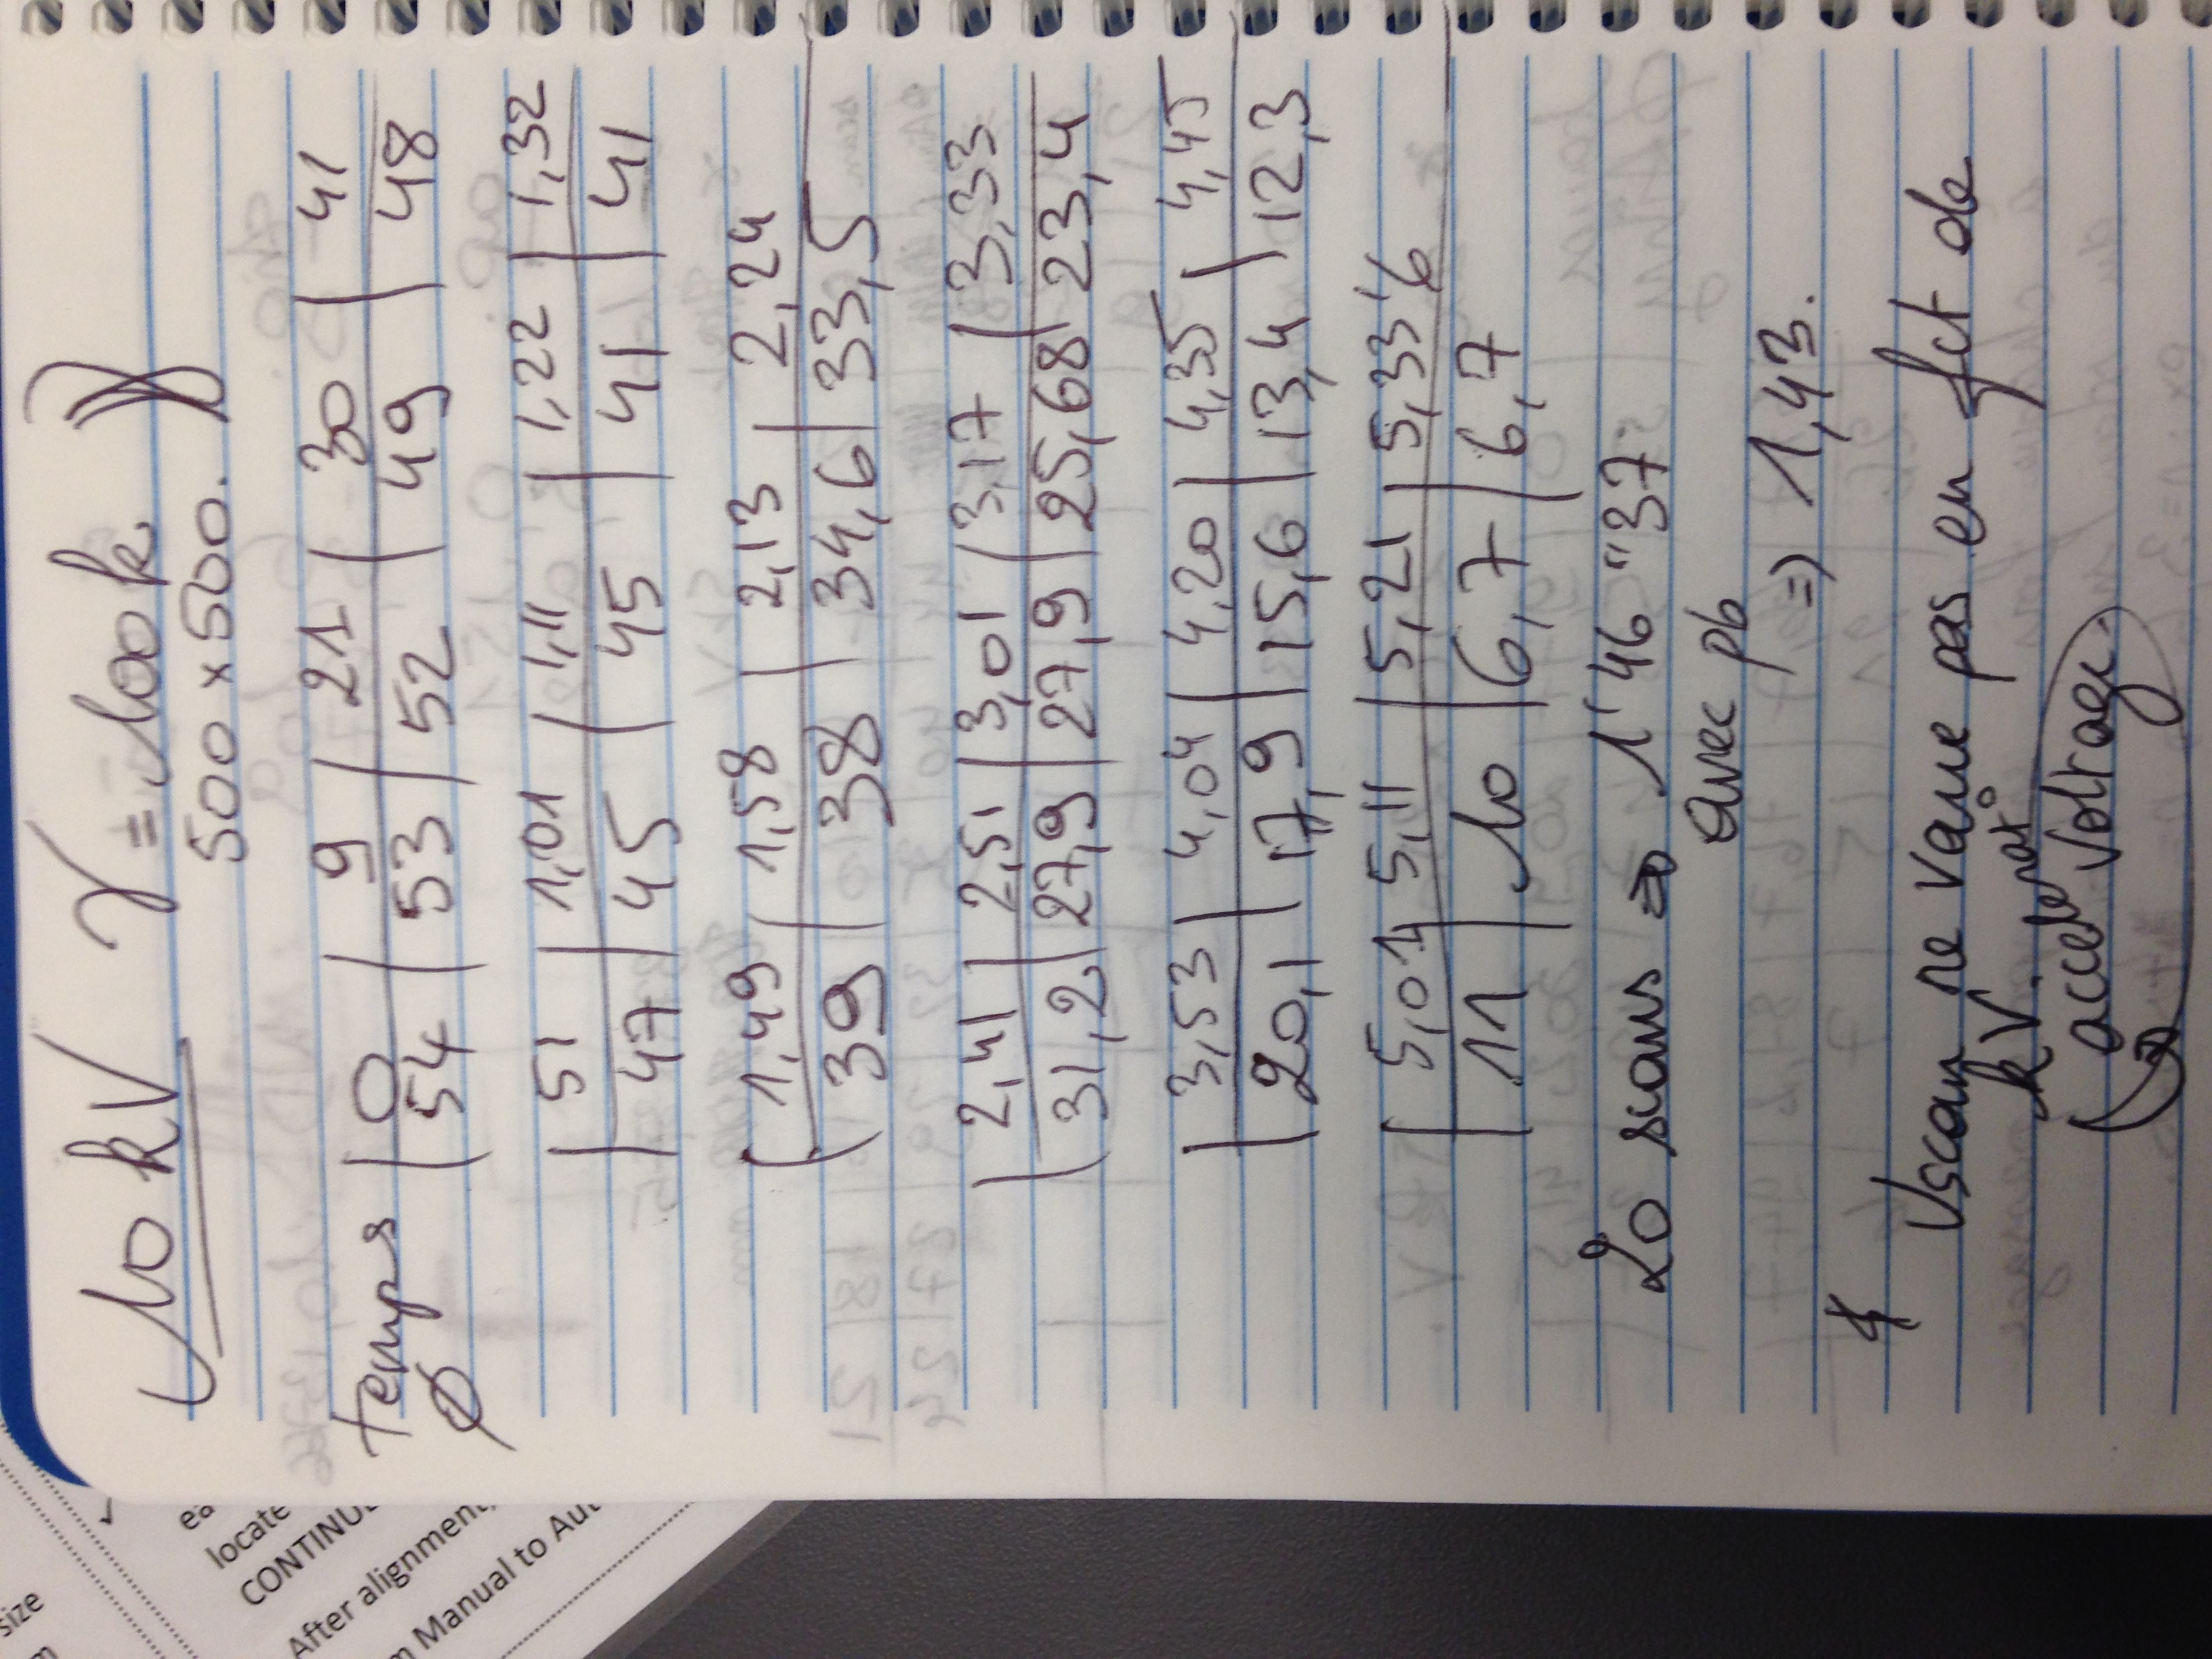 size
m
ea
locate
CONTINU
After alignment,
m Manual to Aut
10 kV γ = 100k
500 x 500.
temps | 0 | 9 | 21 | 30 | 41
ϕ | 54 | 53 | 52 | 49 | 48
| 51 | 1,01 | 1,11 | 1,22 | 1,32
| 47 | 45 | 45 | 41 | 41
| 1,49 | 1,58 | 2,13 | 2,24
| 39 | 38 | 34,6 | 33,5
| 2,41 | 2,51 | 3,01 | 3,17 | 3,33
| 31,2 | 27,9 | 27,9 | 25,68 | 23,4
| 3,53 | 4,04 | 4,20 | 4,35 | 4,45
| 20,1 | 17,9 | 15,6 | 13,4 | 12,3
| 5,01 | 5,11 | 5,21 | 5,33"6
| 11 | 10 | 6,7 | 6,7
20 scans ⇒ 1'46"37
avec pb
⇒ 1,43.
Vscan ne varie pas en fct de
kV.
accelerat°
voltage.